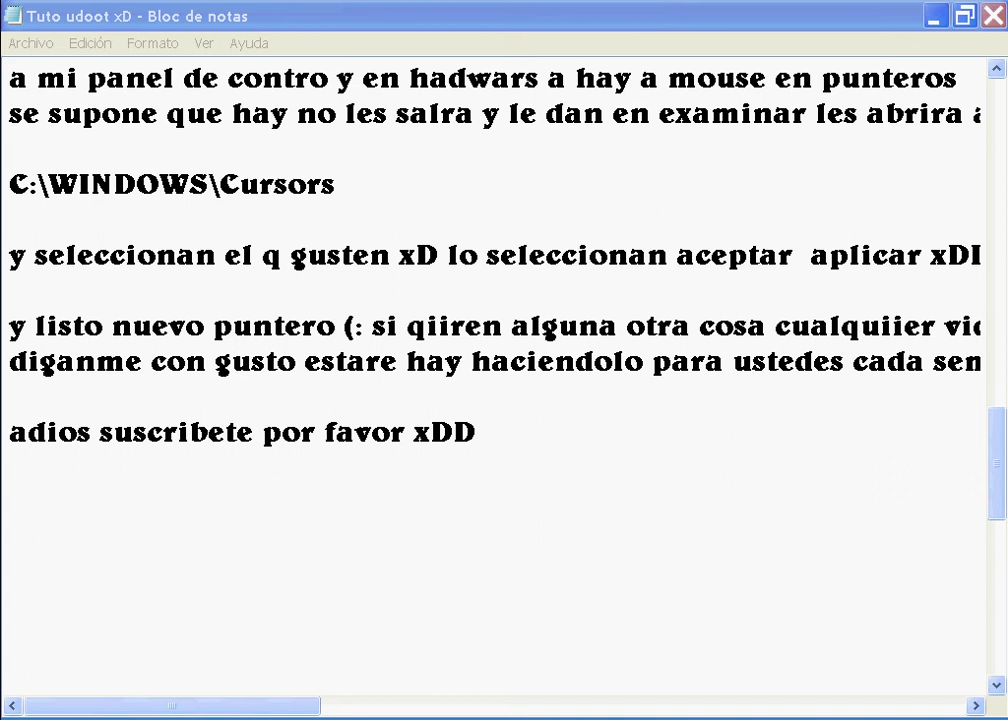 Tuto udoot xD - Bloc de notas
Archivo Edición Formato Ver Ayuda
a mi panel de contro y en hadwars a hay a mouse en punteros
se supone que hay no les salra y le dan en examinar les abrira
C:\WINDOWS\Cursors
y seleccionan el q gusten xD lo seleccionan aceptar aplicar
y listo nuevo puntero (: si qiiren alguna otra cosa cualquiier
diganme con gusto estare hay haciendolo para ustedes cada
adios suscribete por favor xDD